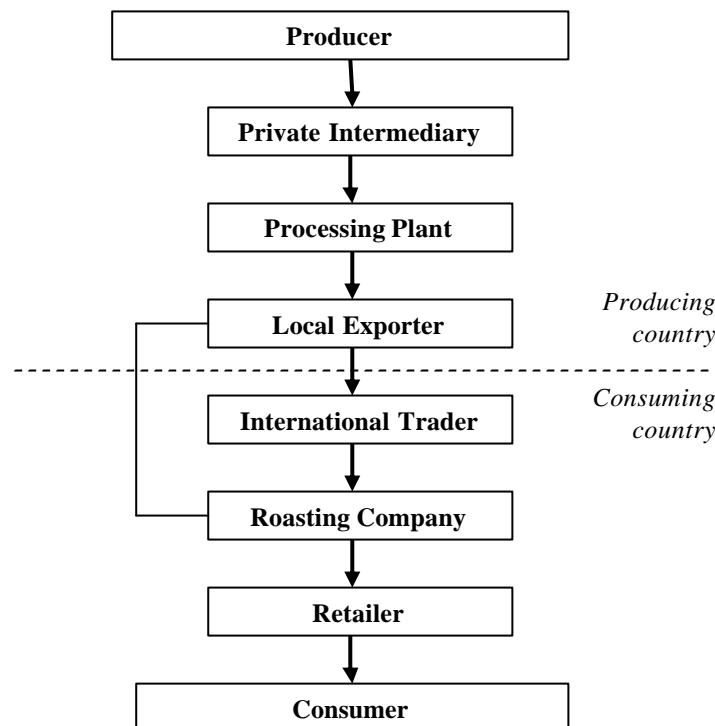 Producer
Private Intermediary
Processing Plant
Local Exporter
Producing
country
Consuming
country
International Trader
Roasting Company
Retailer
Consumer